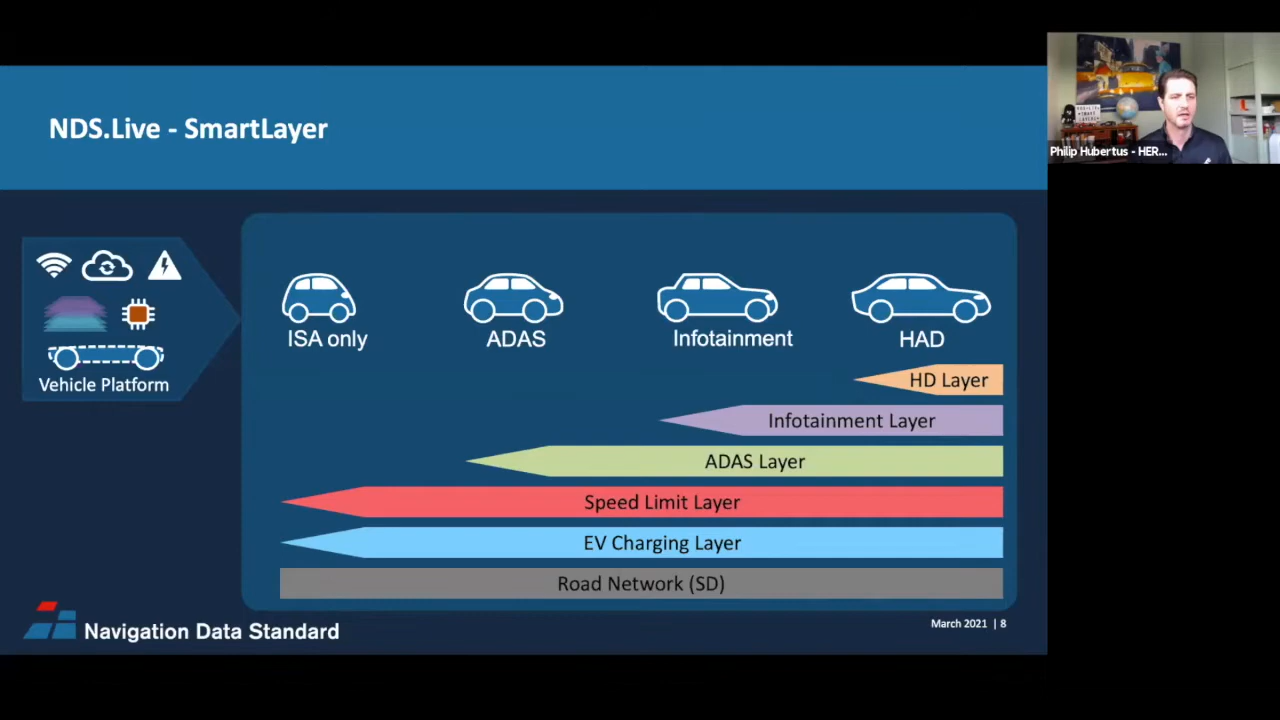 NDS.Live - SmartLayer
Philip Hubertus - HER...
Vehicle Platform
ISA only
ADAS
Infotainment
HAD
HD Layer
Infotainment Layer
ADAS Layer
Speed Limit Layer
EV Charging Layer
Road Network (SD)
Navigation Data Standard
March 2021 | 8